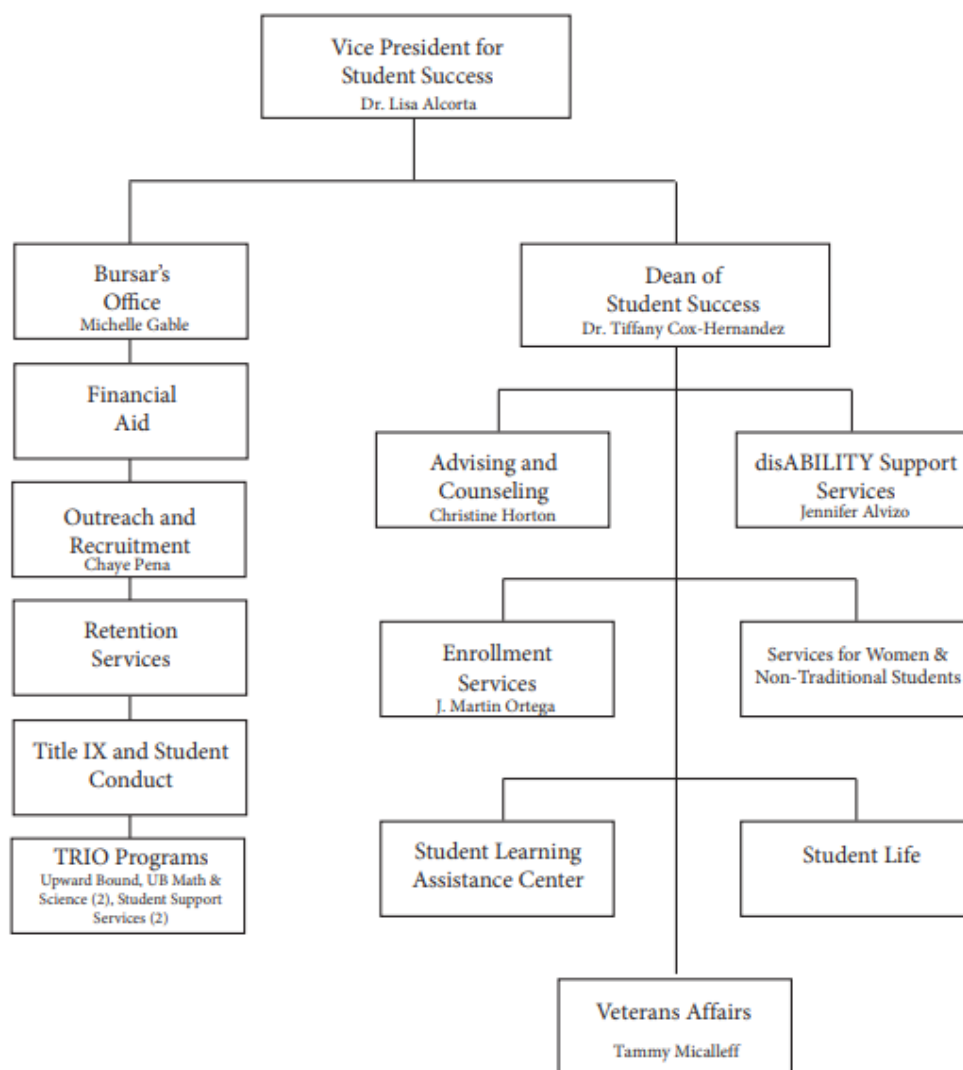 Vice President for
Student Success
Dr. Lisa Alcorta
Bursar's
Office
Michelle Gable
Financial
Aid
Outreach and
Recruitment
Chaye Pena
Retention
Services
Title IX and Student
Conduct
TRIO Programs
Upward Bound, UB Math &
Science (2), Student Support
Services (2)
Dean of
Student Success
Dr. Tiffany Cox-Hernandez
Advising and
Counseling
Christine Horton
disABILITY Support
Services
Jennifer Alvizo
Enrollment
Services
J. Martin Ortega
Services for Women &
Non-Traditional Students
Student Learning
Assistance Center
Student Life
Veterans Affairs
Tammy Micalleff